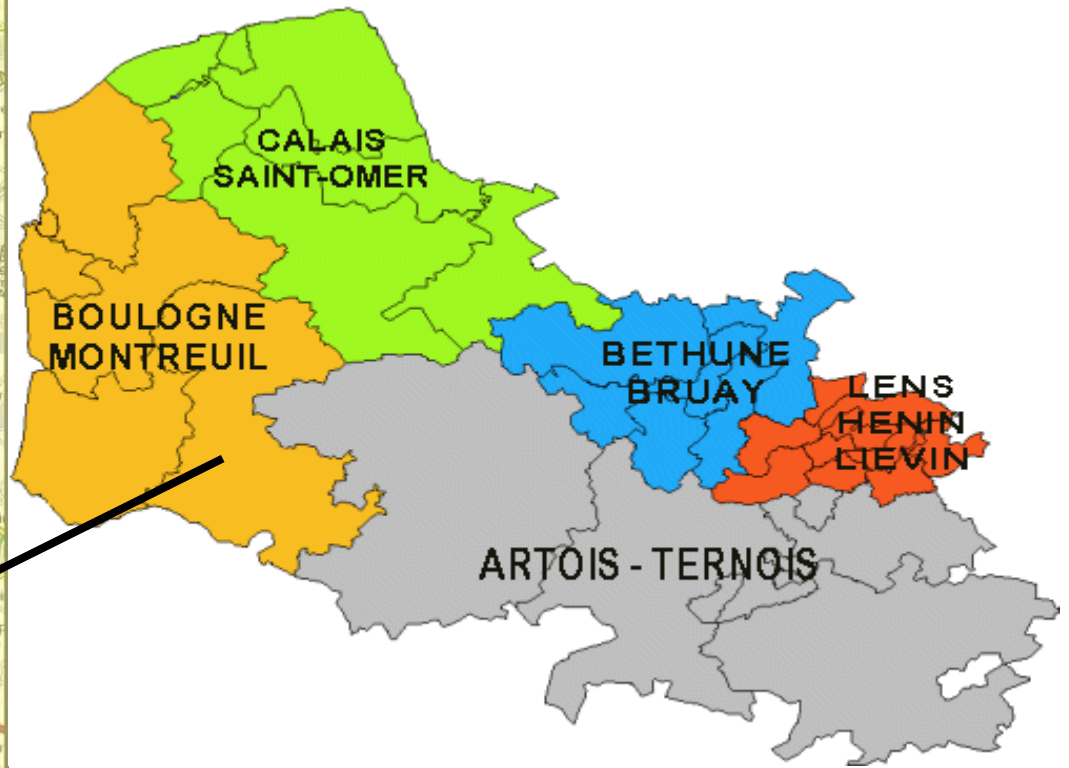 CALAIS
SAINT-OMER
BOULOGNE
MONTREUIL
BETHUNE
BRUAY
LENS
HENIN
LIEVIN
ARTOIS - TERNOIS